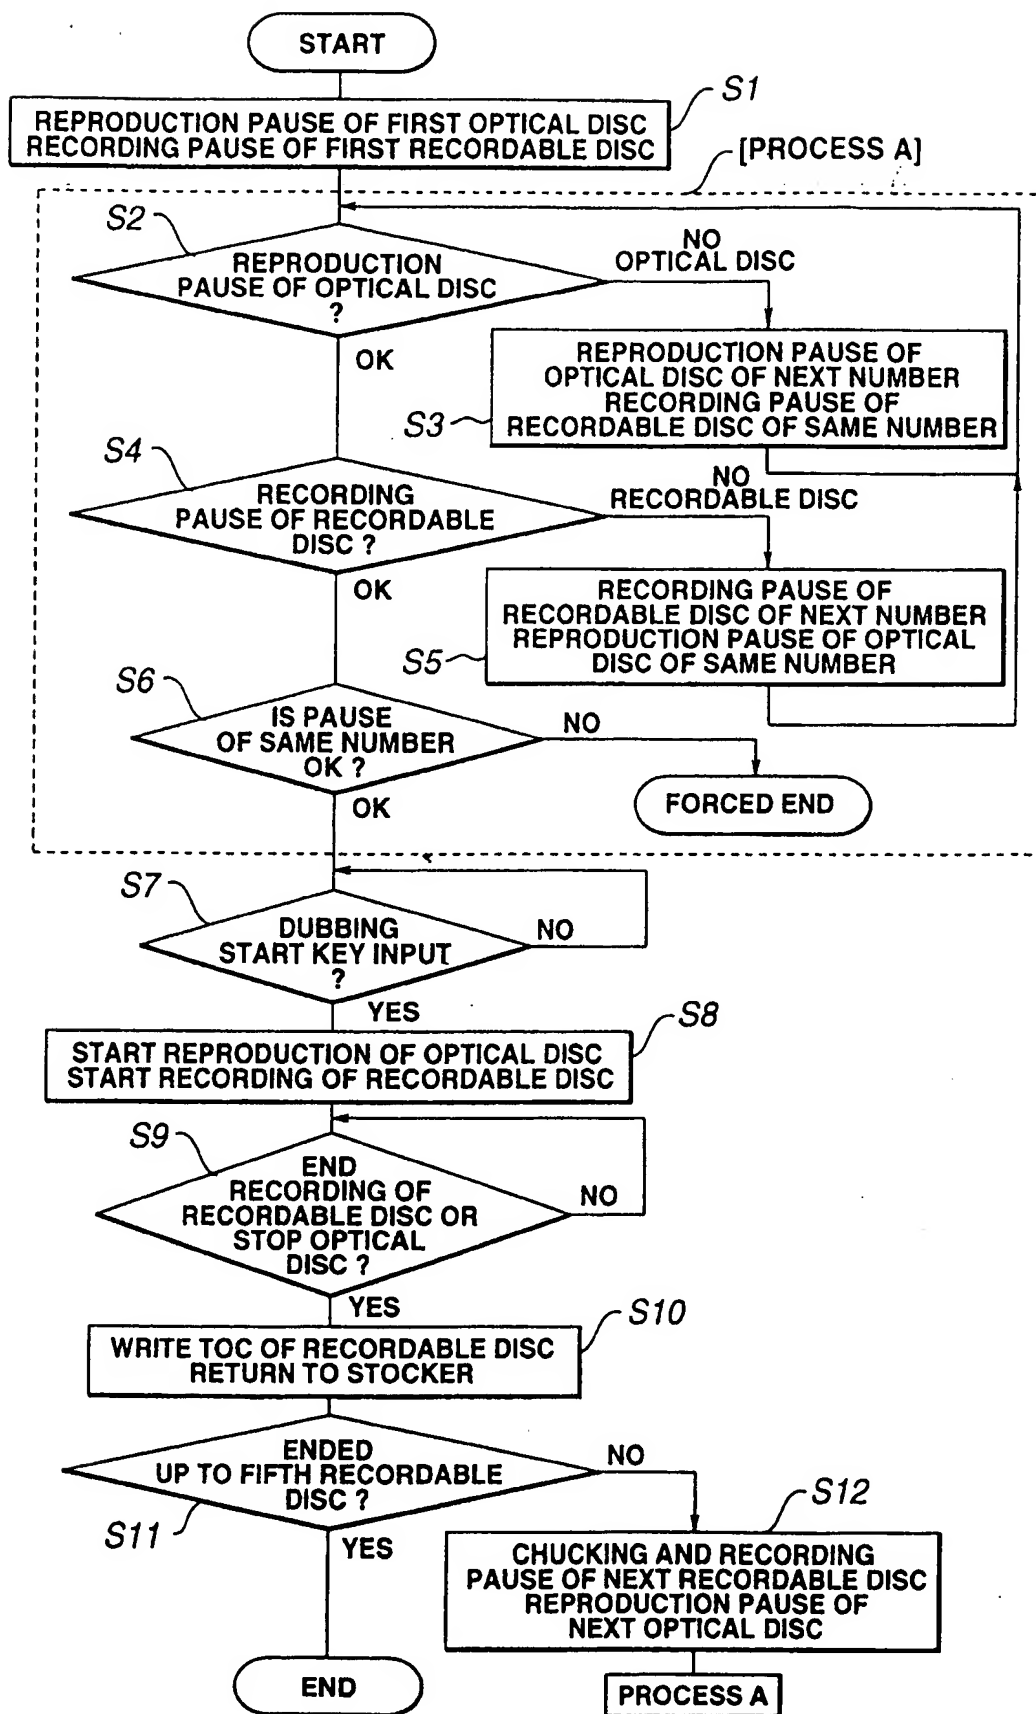 START
S1
REPRODUCTION PAUSE OF FIRST OPTICAL DISC
RECORDING PAUSE OF FIRST RECORDABLE DISC
[PROCESS A]
S2
REPRODUCTION
PAUSE OF OPTICAL DISC
?
NO
OPTICAL DISC
OK
S3
REPRODUCTION PAUSE OF
OPTICAL DISC OF NEXT NUMBER
RECORDING PAUSE OF
RECORDABLE DISC OF SAME NUMBER
S4
RECORDING
PAUSE OF RECORDABLE
DISC ?
NO
RECORDABLE DISC
OK
S5
RECORDING PAUSE OF
RECORDABLE DISC OF NEXT NUMBER
REPRODUCTION PAUSE OF OPTICAL
DISC OF SAME NUMBER
S6
IS PAUSE
OF SAME NUMBER
OK ?
NO
FORCED END
OK
S7
DUBBING
START KEY INPUT
?
NO
YES
S8
START REPRODUCTION OF OPTICAL DISC
START RECORDING OF RECORDABLE DISC
S9
END
RECORDING OF
RECORDABLE DISC OR
STOP OPTICAL
DISC ?
NO
YES
S10
WRITE TOC OF RECORDABLE DISC
RETURN TO STOCKER
ENDED
UP TO FIFTH RECORDABLE
DISC ?
S11
NO
YES
S12
CHUCKING AND RECORDING
PAUSE OF NEXT RECORDABLE DISC
REPRODUCTION PAUSE OF
NEXT OPTICAL DISC
END
PROCESS A